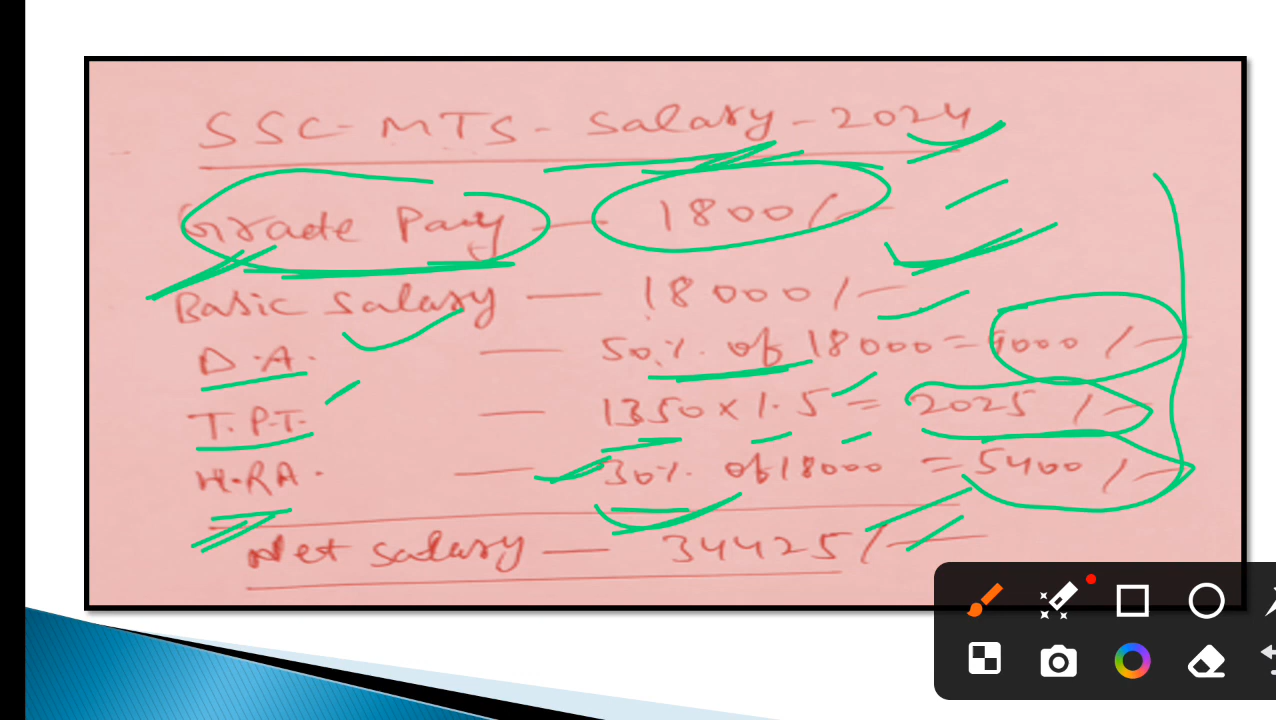 SSC-MTS-Salary-2024
Grade Pay — 1800/-
Basic Salary — 18000/-
D.A. — 50% of 18000 = 9000/-
T.P.T. — 1350×1.5 = 2025/-
H.RA. — 30% of 18000 = 5400/-
Net salary — 34425/-